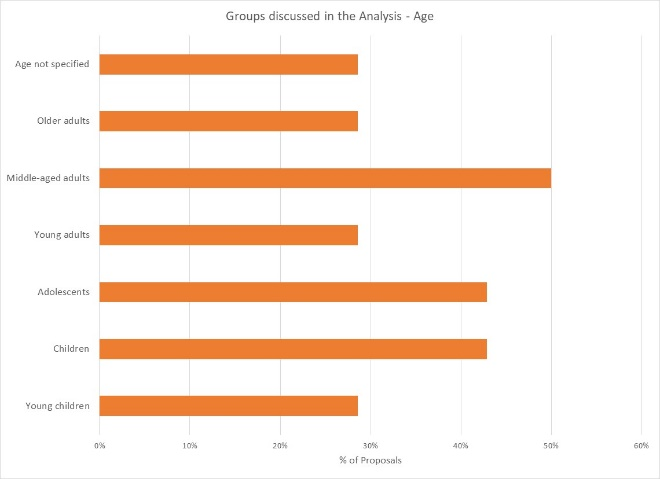 Groups discussed in the Analysis - Age
Age not specified
Older adults
Middle-aged adults
Young adults
Adolescents
Children
Young children
0% 10% 20% 30% 40% 50% 60%
% of Proposals